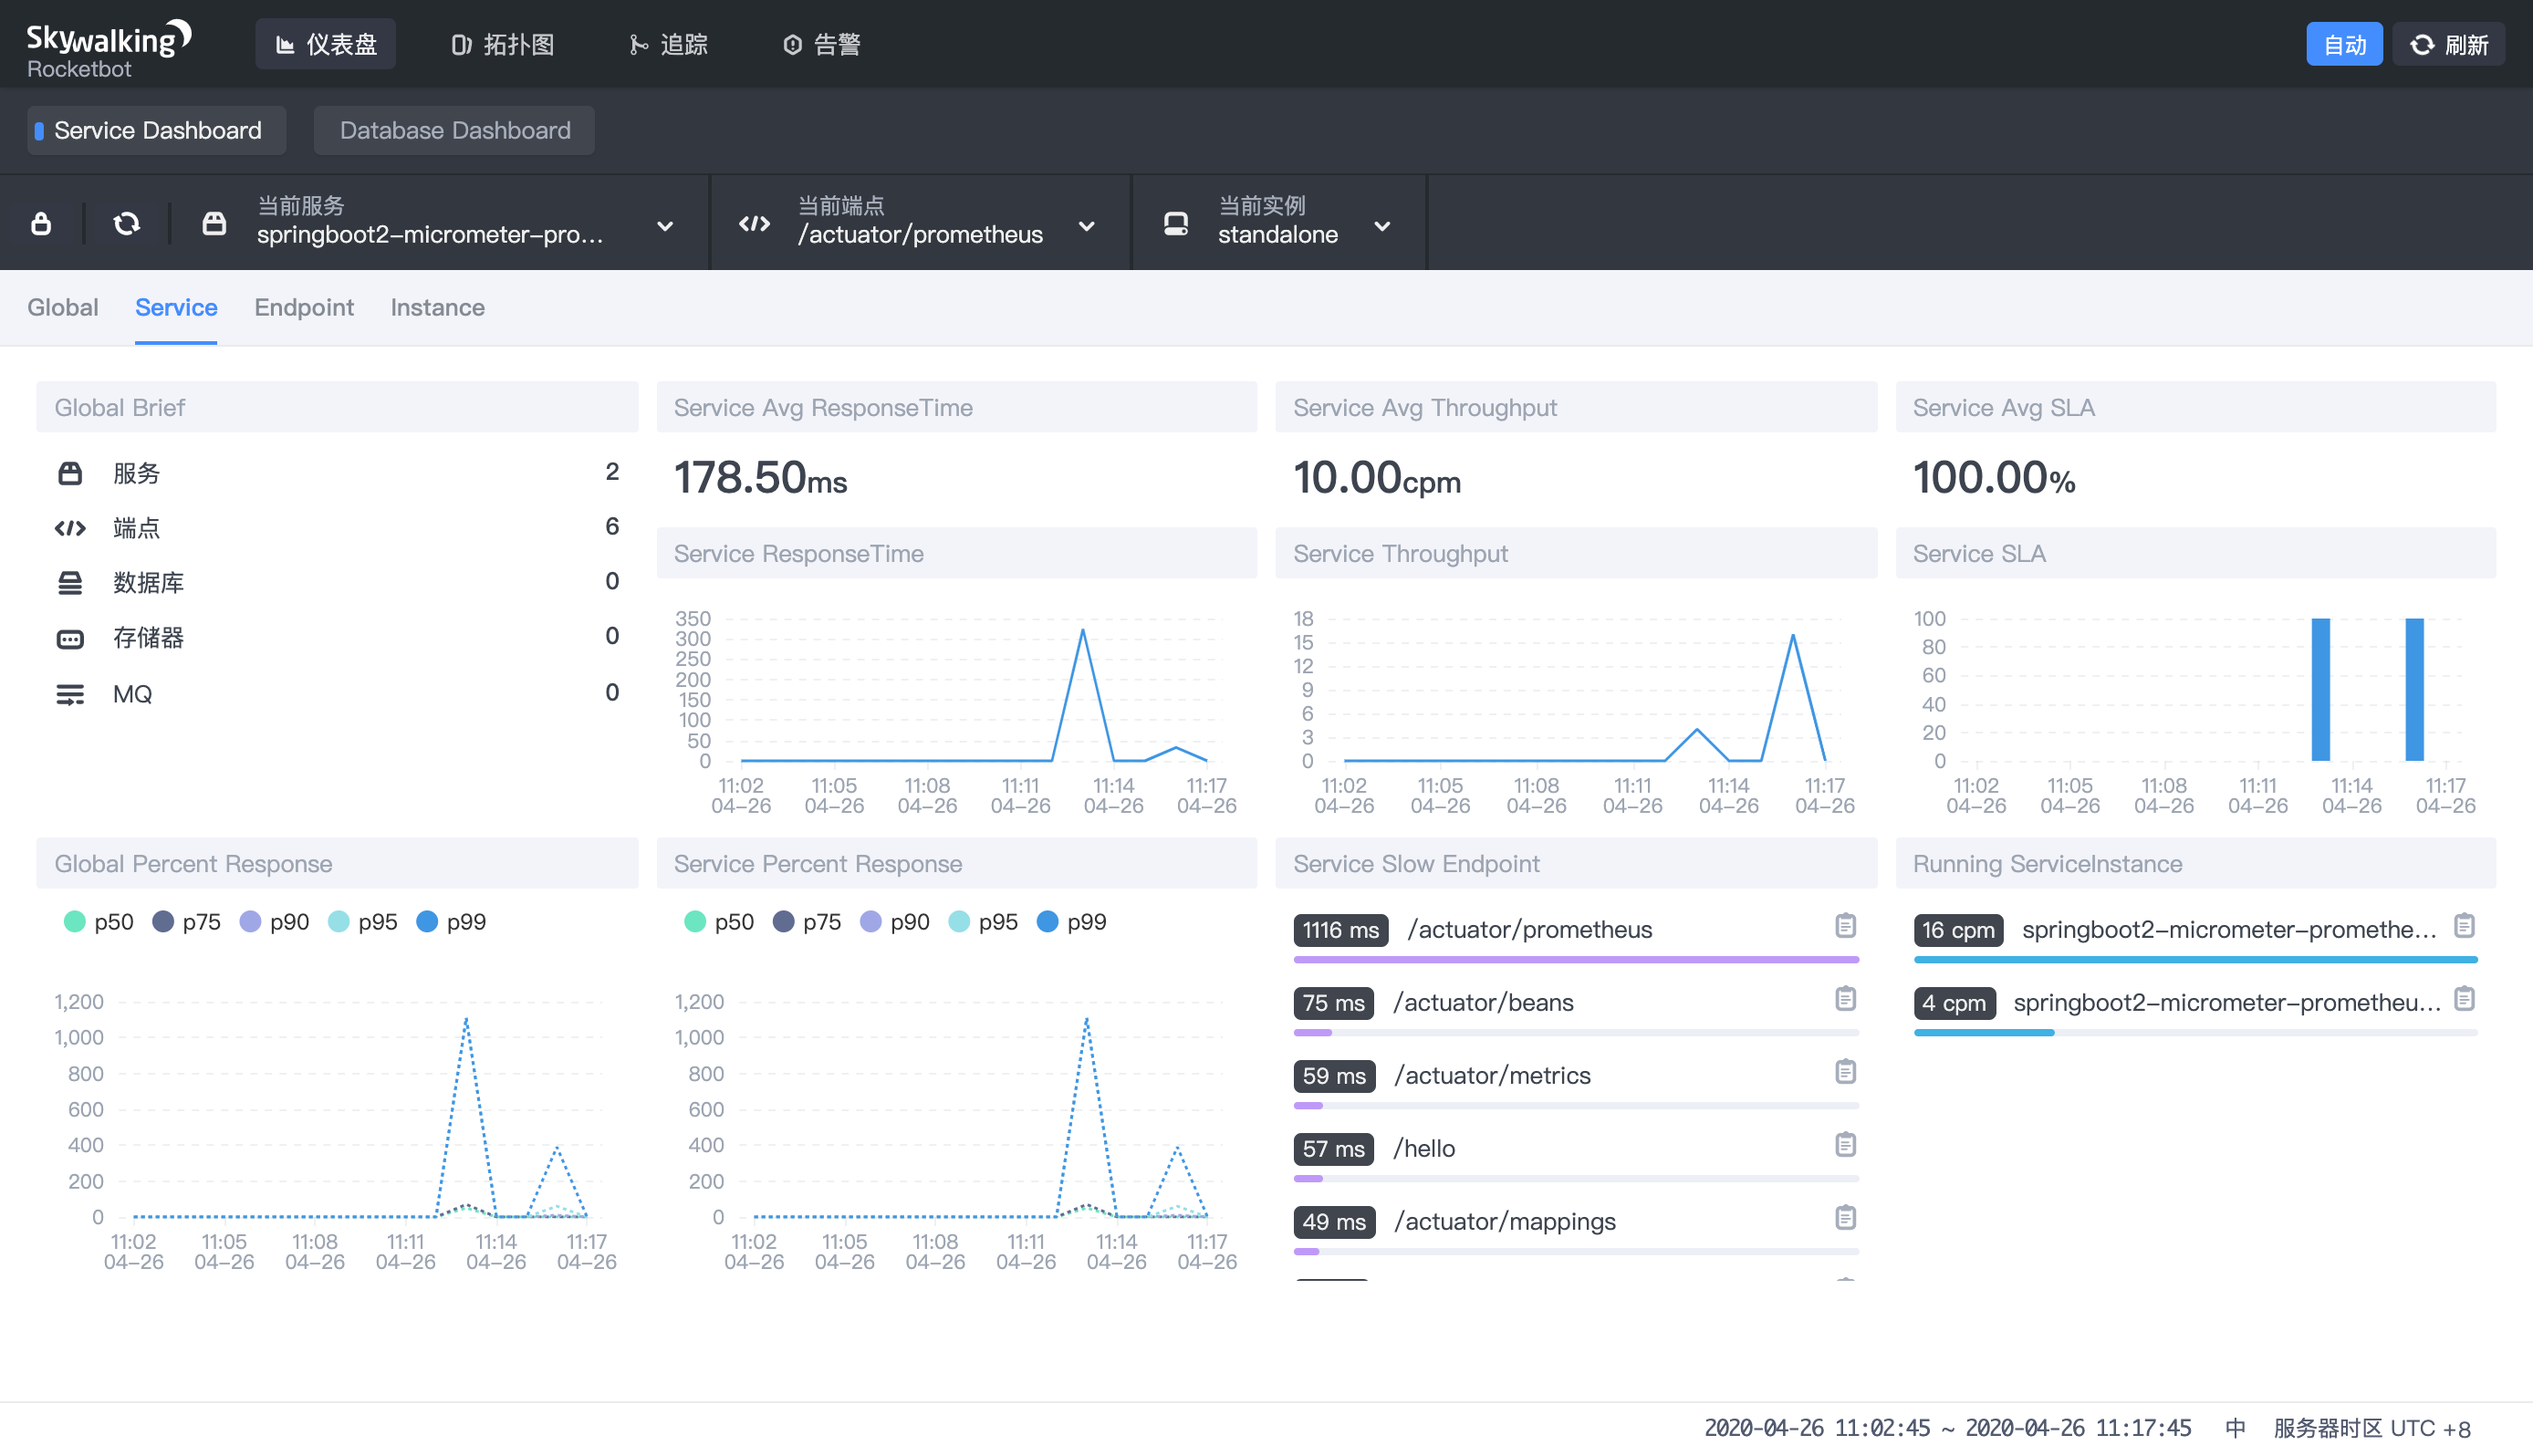 Skywalking
Rocketbot
仪表盘
拓扑图
追踪
告警
自动
刷新
Service Dashboard
Database Dashboard
当前服务
springboot2-micrometer-pro...
当前端点
/actuator/prometheus
当前实例
standalone
Global
Service
Endpoint
Instance
Global Brief
服务 2
端点 6
数据库 0
存储器 0
MQ 0
Service Avg ResponseTime
178.50ms
Service Avg Throughput
10.00cpm
Service Avg SLA
100.00%
Service ResponseTime
350
300
250
200
150
100
50
0
11:02 11:05 11:08 11:11 11:14 11:17
04-26 04-26 04-26 04-26 04-26 04-26
Service Throughput
18
15
12
9
6
3
0
11:02 11:05 11:08 11:11 11:14 11:17
04-26 04-26 04-26 04-26 04-26 04-26
Service SLA
100
80
60
40
20
0
11:02 11:05 11:08 11:11 11:14 11:17
04-26 04-26 04-26 04-26 04-26 04-26
Global Percent Response
p50 p75 p90 p95 p99
1,200
1,000
800
600
400
200
0
11:02 11:05 11:08 11:11 11:14 11:17
04-26 04-26 04-26 04-26 04-26 04-26
Service Percent Response
p50 p75 p90 p95 p99
1,200
1,000
800
600
400
200
0
11:02 11:05 11:08 11:11 11:14 11:17
04-26 04-26 04-26 04-26 04-26 04-26
Service Slow Endpoint
1116 ms /actuator/prometheus
75 ms /actuator/beans
59 ms /actuator/metrics
57 ms /hello
49 ms /actuator/mappings
Running ServiceInstance
16 cpm springboot2-micrometer-promethe...
4 cpm springboot2-micrometer-prometheu...
2020-04-26 11:02:45 ~ 2020-04-26 11:17:45 中 服务器时区 UTC +8